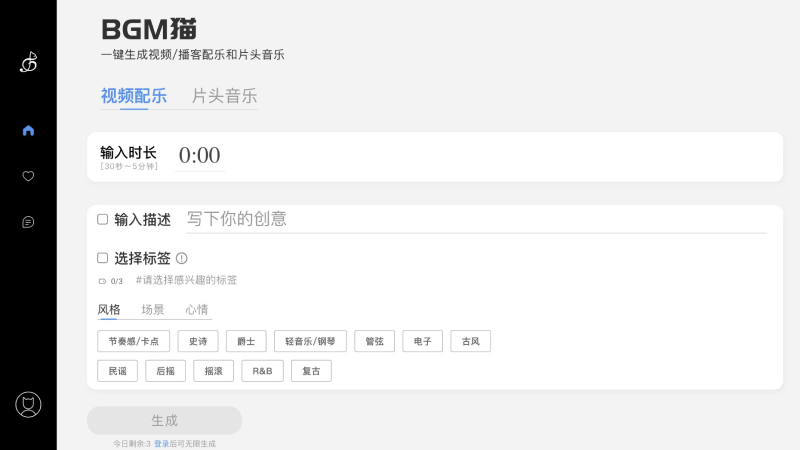 BGM猫
一键生成视频/播客配乐和片头音乐
视频配乐 片头音乐
输入时长 0:00
[30秒～5分钟]
输入描述 写下你的创意
选择标签
0/3 #请选择感兴趣的标签
风格 场景 心情
节奏感/卡点 史诗 爵士 轻音乐/钢琴 管弦 电子 古风
民谣 后摇 摇滚 R&B 复古
生成
今日剩余:3 登录后可无限生成